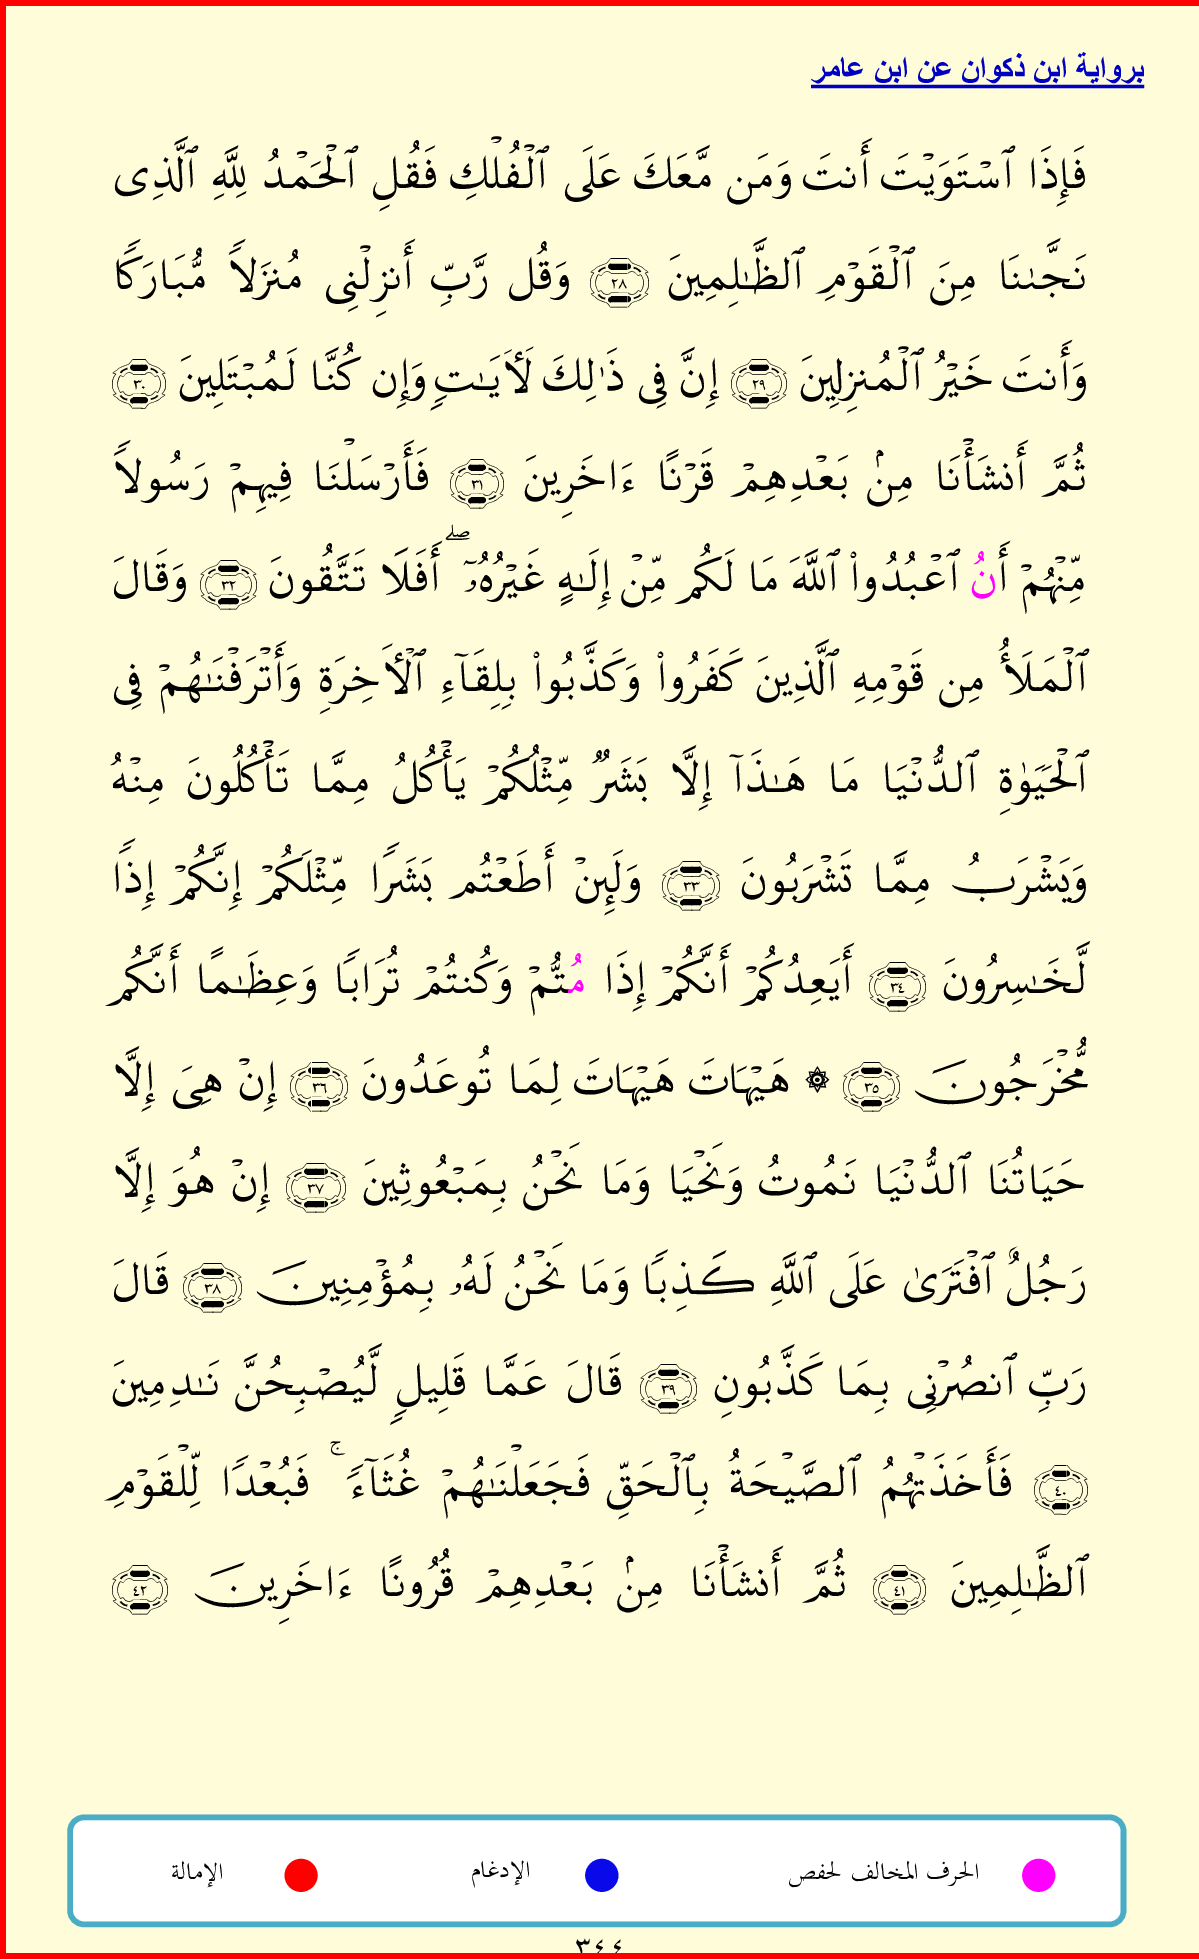 برواية ابن ذكوان عن ابن عامر
فَإِذَا ٱسْتَوَيْتَ أَنتَ وَمَن مَّعَكَ عَلَى ٱلْفُلْكِ فَقُلِ ٱلْحَمْدُ لِلَّهِ ٱلَّذِى
نَجَّىٰنَا مِنَ ٱلْقَوْمِ ٱلظَّـٰلِمِينَ ٢٨ وَقُل رَّبِّ أَنزِلْنِى مُنزَلاً مُّبَارَكًا
وَأَنتَ خَيْرُ ٱلْمُنزِلِينَ ٢٩ إِنَّ فِى ذَٰلِكَ لَأَيَـٰتٍ وَإِن كُنَّا لَمُبْتَلِينَ ٣٠
ثُمَّ أَنشَأْنَا مِنۢ بَعْدِهِمْ قَرْنًا ءَاخَرِينَ ٣١ فَأَرْسَلْنَا فِيهِمْ رَسُولاً
مِّنْهُمْ أَنُ ٱعْبُدُوا۟ ٱللَّهَ مَا لَكُم مِّنْ إِلَـٰهٍ غَيْرُهُۥٓ ۖ أَفَلَا تَتَّقُونَ ٣٢ وَقَالَ
ٱلْمَلَأُ مِن قَوْمِهِ ٱلَّذِينَ كَفَرُوا۟ وَكَذَّبُوا۟ بِلِقَآءِ ٱلْأَخِرَةِ وَأَتْرَفْنَـٰهُمْ فِى
ٱلْحَيَوٰةِ ٱلدُّنْيَا مَا هَـٰذَآ إِلَّا بَشَرٌ مِّثْلُكُمْ يَأْكُلُ مِمَّا تَأْكُلُونَ مِنْهُ
وَيَشْرَبُ مِمَّا تَشْرَبُونَ ٣٣ وَلَئِنْ أَطَعْتُم بَشَرًا مِّثْلَكُمْ إِنَّكُمْ إِذًا
لَّخَـٰسِرُونَ ٣٤ أَيَعِدُكُمْ أَنَّكُمْ إِذَا مُتُّمْ وَكُنتُمْ تُرَابًا وَعِظَـٰمًا أَنَّكُم
مُّخْرَجُونَ ٣٥ ۞ هَيْهَاتَ هَيْهَاتَ لِمَا تُوعَدُونَ ٣٦ إِنْ هِىَ إِلَّا
حَيَاتُنَا ٱلدُّنْيَا نَمُوتُ وَنَحْيَا وَمَا نَحْنُ بِمَبْعُوثِينَ ٣٧ إِنْ هُوَ إِلَّا
رَجُلٌ ٱفْتَرَىٰ عَلَى ٱللَّهِ كَذِبًا وَمَا نَحْنُ لَهُۥ بِمُؤْمِنِينَ ٣٨ قَالَ
رَبِّ ٱنصُرْنِى بِمَا كَذَّبُونِ ٣٩ قَالَ عَمَّا قَلِيلٍ لَّيُصْبِحُنَّ نَـٰدِمِينَ
٤٠ فَأَخَذَتْهُمُ ٱلصَّيْحَةُ بِٱلْحَقِّ فَجَعَلْنَـٰهُمْ غُثَآءً ۚ فَبُعْدًا لِّلْقَوْمِ
ٱلظَّـٰلِمِينَ ٤١ ثُمَّ أَنشَأْنَا مِنۢ بَعْدِهِمْ قُرُونًا ءَاخَرِينَ ٤٢
الحرف المخالف لحفص الإدغام الإمالة
٣٤٤